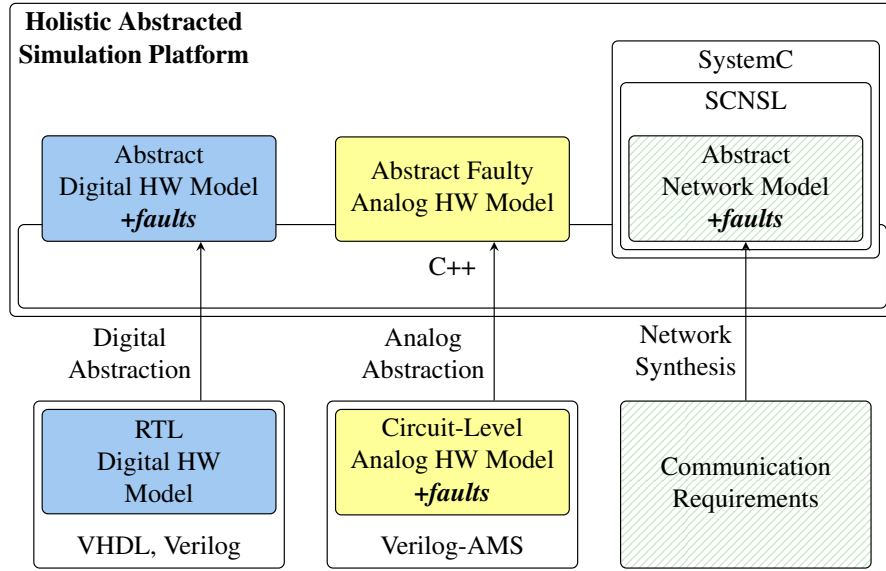 Holistic Abstracted
Simulation Platform
SystemC
SCNSL
Abstract
Digital HW Model
+faults
Abstract Faulty
Analog HW Model
Abstract
Network Model
+faults
C++
Digital
Abstraction
Analog
Abstraction
Network
Synthesis
RTL
Digital HW
Model
VHDL, Verilog
Circuit-Level
Analog HW Model
+faults
Verilog-AMS
Communication
Requirements